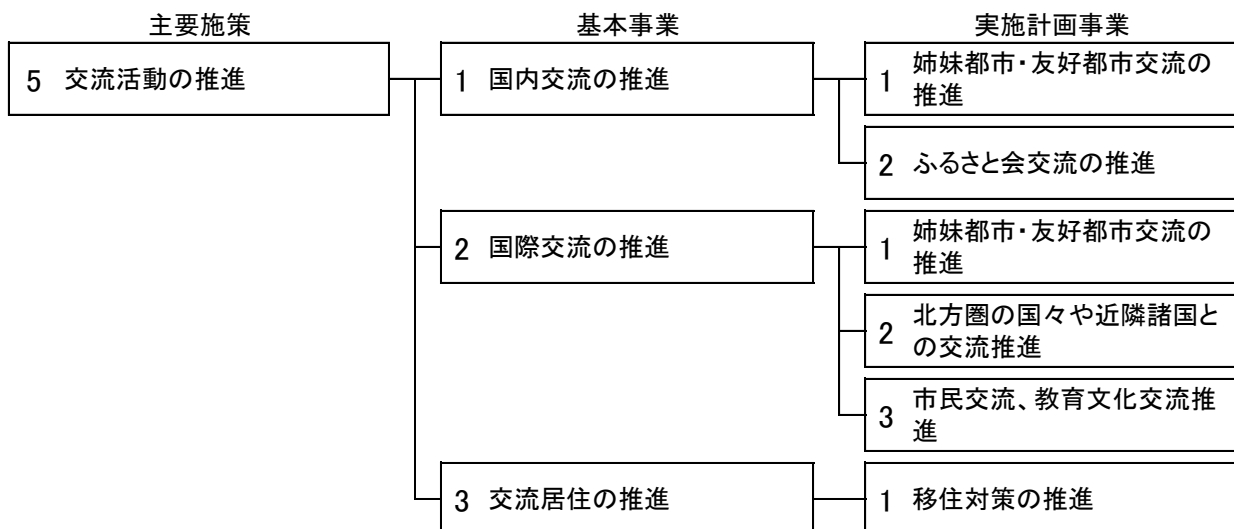 主要施策 基本事業 実施計画事業
5 交流活動の推進 1 国内交流の推進 1 姉妹都市・友好都市交流の
推進
2 ふるさと会交流の推進
2 国際交流の推進 1 姉妹都市・友好都市交流の
推進
2 北方圏の国々や近隣諸国と
の交流推進
3 市民交流、教育文化交流推
進
3 交流居住の推進 1 移住対策の推進